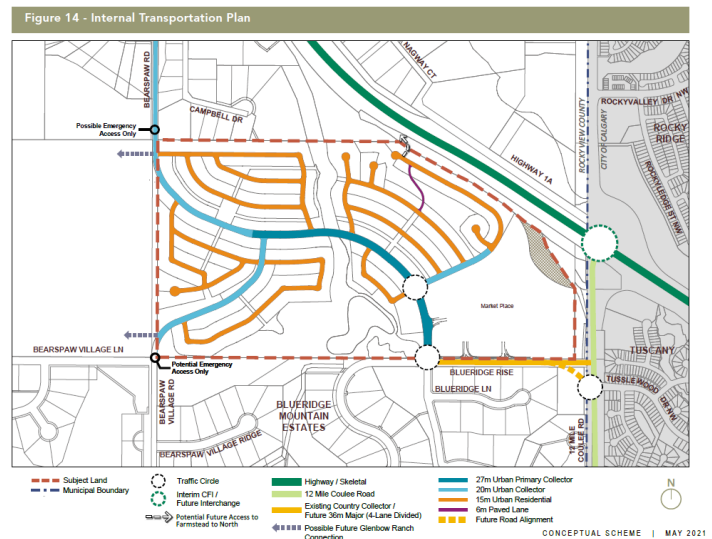 Figure 14 - Internal Transportation Plan
BEARSPAW RD
NAGWAY CT
CAMPBELL DR
Possible Emergency
Access Only
HIGHWAY 1A
ROCKY VIEW COUNTY
CITY OF CALGARY
ROCKYVALLEY DR NW
ROCKY
RIDGE
ROCKYLEDGE ST NW
Market Place
BEARSPAW VILLAGE LN
Potential Emergency
Access Only
BEARSPAW
VILLAGE RD
BLUERIDGE RISE
BLUERIDGE LN
BLUERIDGE
MOUNTAIN
ESTATES
BEARSPAW VILLAGE RIDGE
TUSCANY
TUSSLEWOOD
DR NW
12 MILE
COULEE RD
Subject Land
Municipal Boundary
Traffic Circle
Interim CFI /
Future Interchange
Potential Future Access to
Farmstead to North
Highway / Skeletal
12 Mile Coulee Road
Existing Country Collector /
Future 36m Major (4-Lane Divided)
Possible Future Glenbow Ranch
Connection
27m Urban Primary Collector
20m Urban Collector
15m Urban Residential
6m Paved Lane
Future Road Alignment
N
CONCEPTUAL SCHEME | MAY 2021